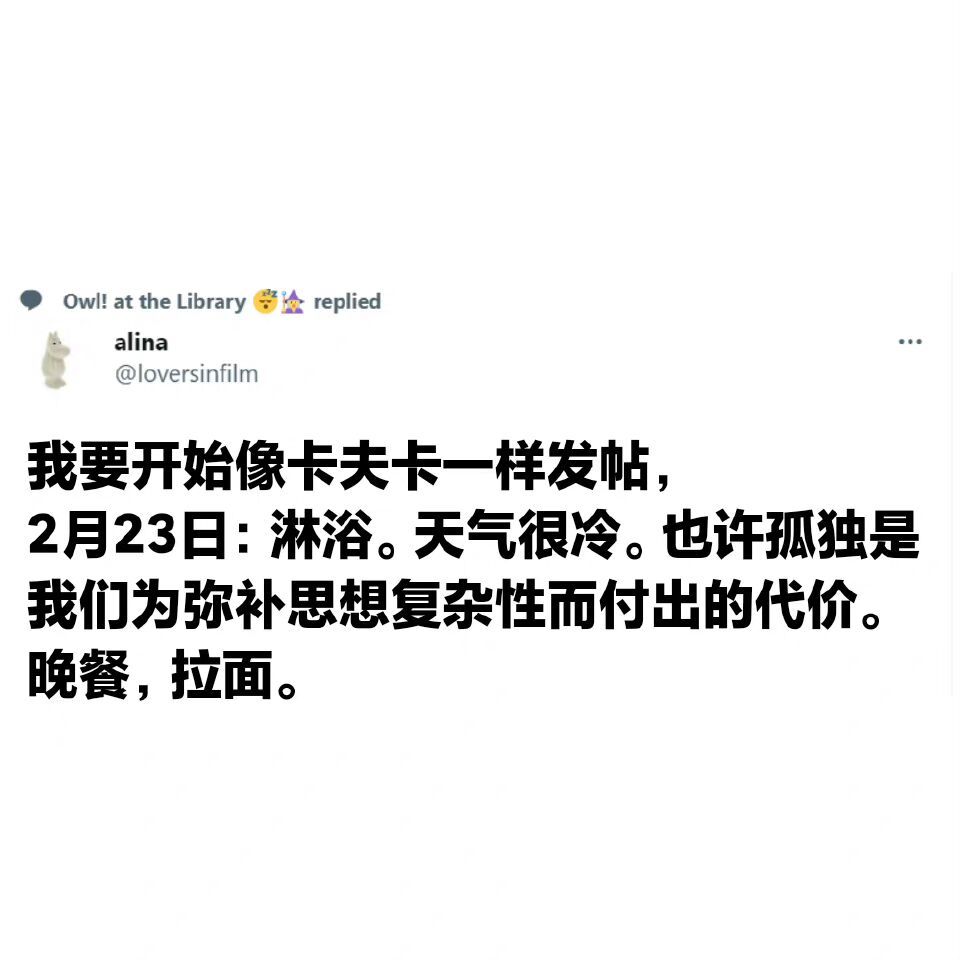 Owl! at the Library 😴🧙‍♀️ replied
alina
@loversinfilm
我要开始像卡夫卡一样发帖，
2月23日：淋浴。天气很冷。也许孤独是
我们为弥补思想复杂性而付出的代价。
晚餐，拉面。